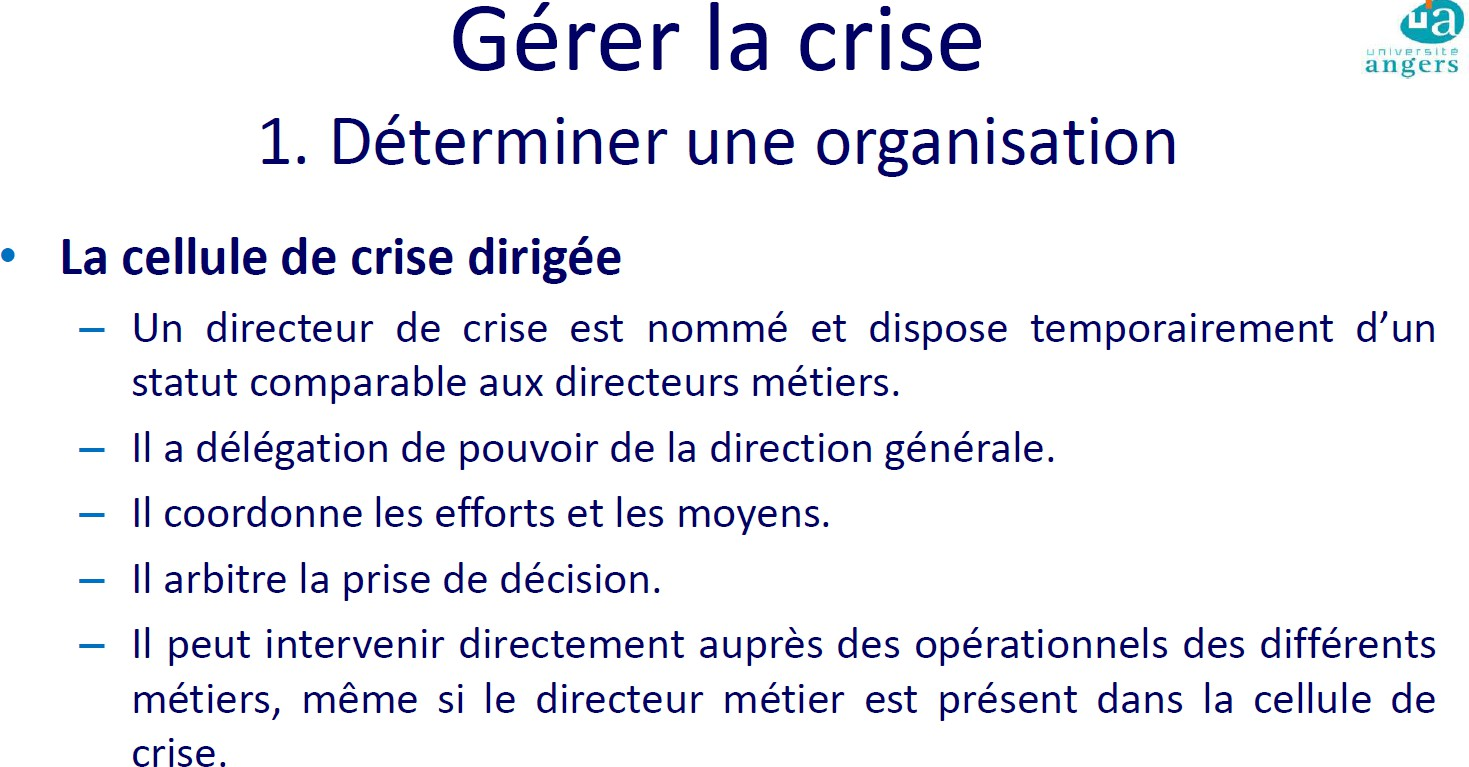 Gérer la crise
ua
université
angers
1. Déterminer une organisation
• La cellule de crise dirigée
– Un directeur de crise est nommé et dispose temporairement d’un
statut comparable aux directeurs métiers.
– Il a délégation de pouvoir de la direction générale.
– Il coordonne les efforts et les moyens.
– Il arbitre la prise de décision.
– Il peut intervenir directement auprès des opérationnels des différents
métiers, même si le directeur métier est présent dans la cellule de
crise.